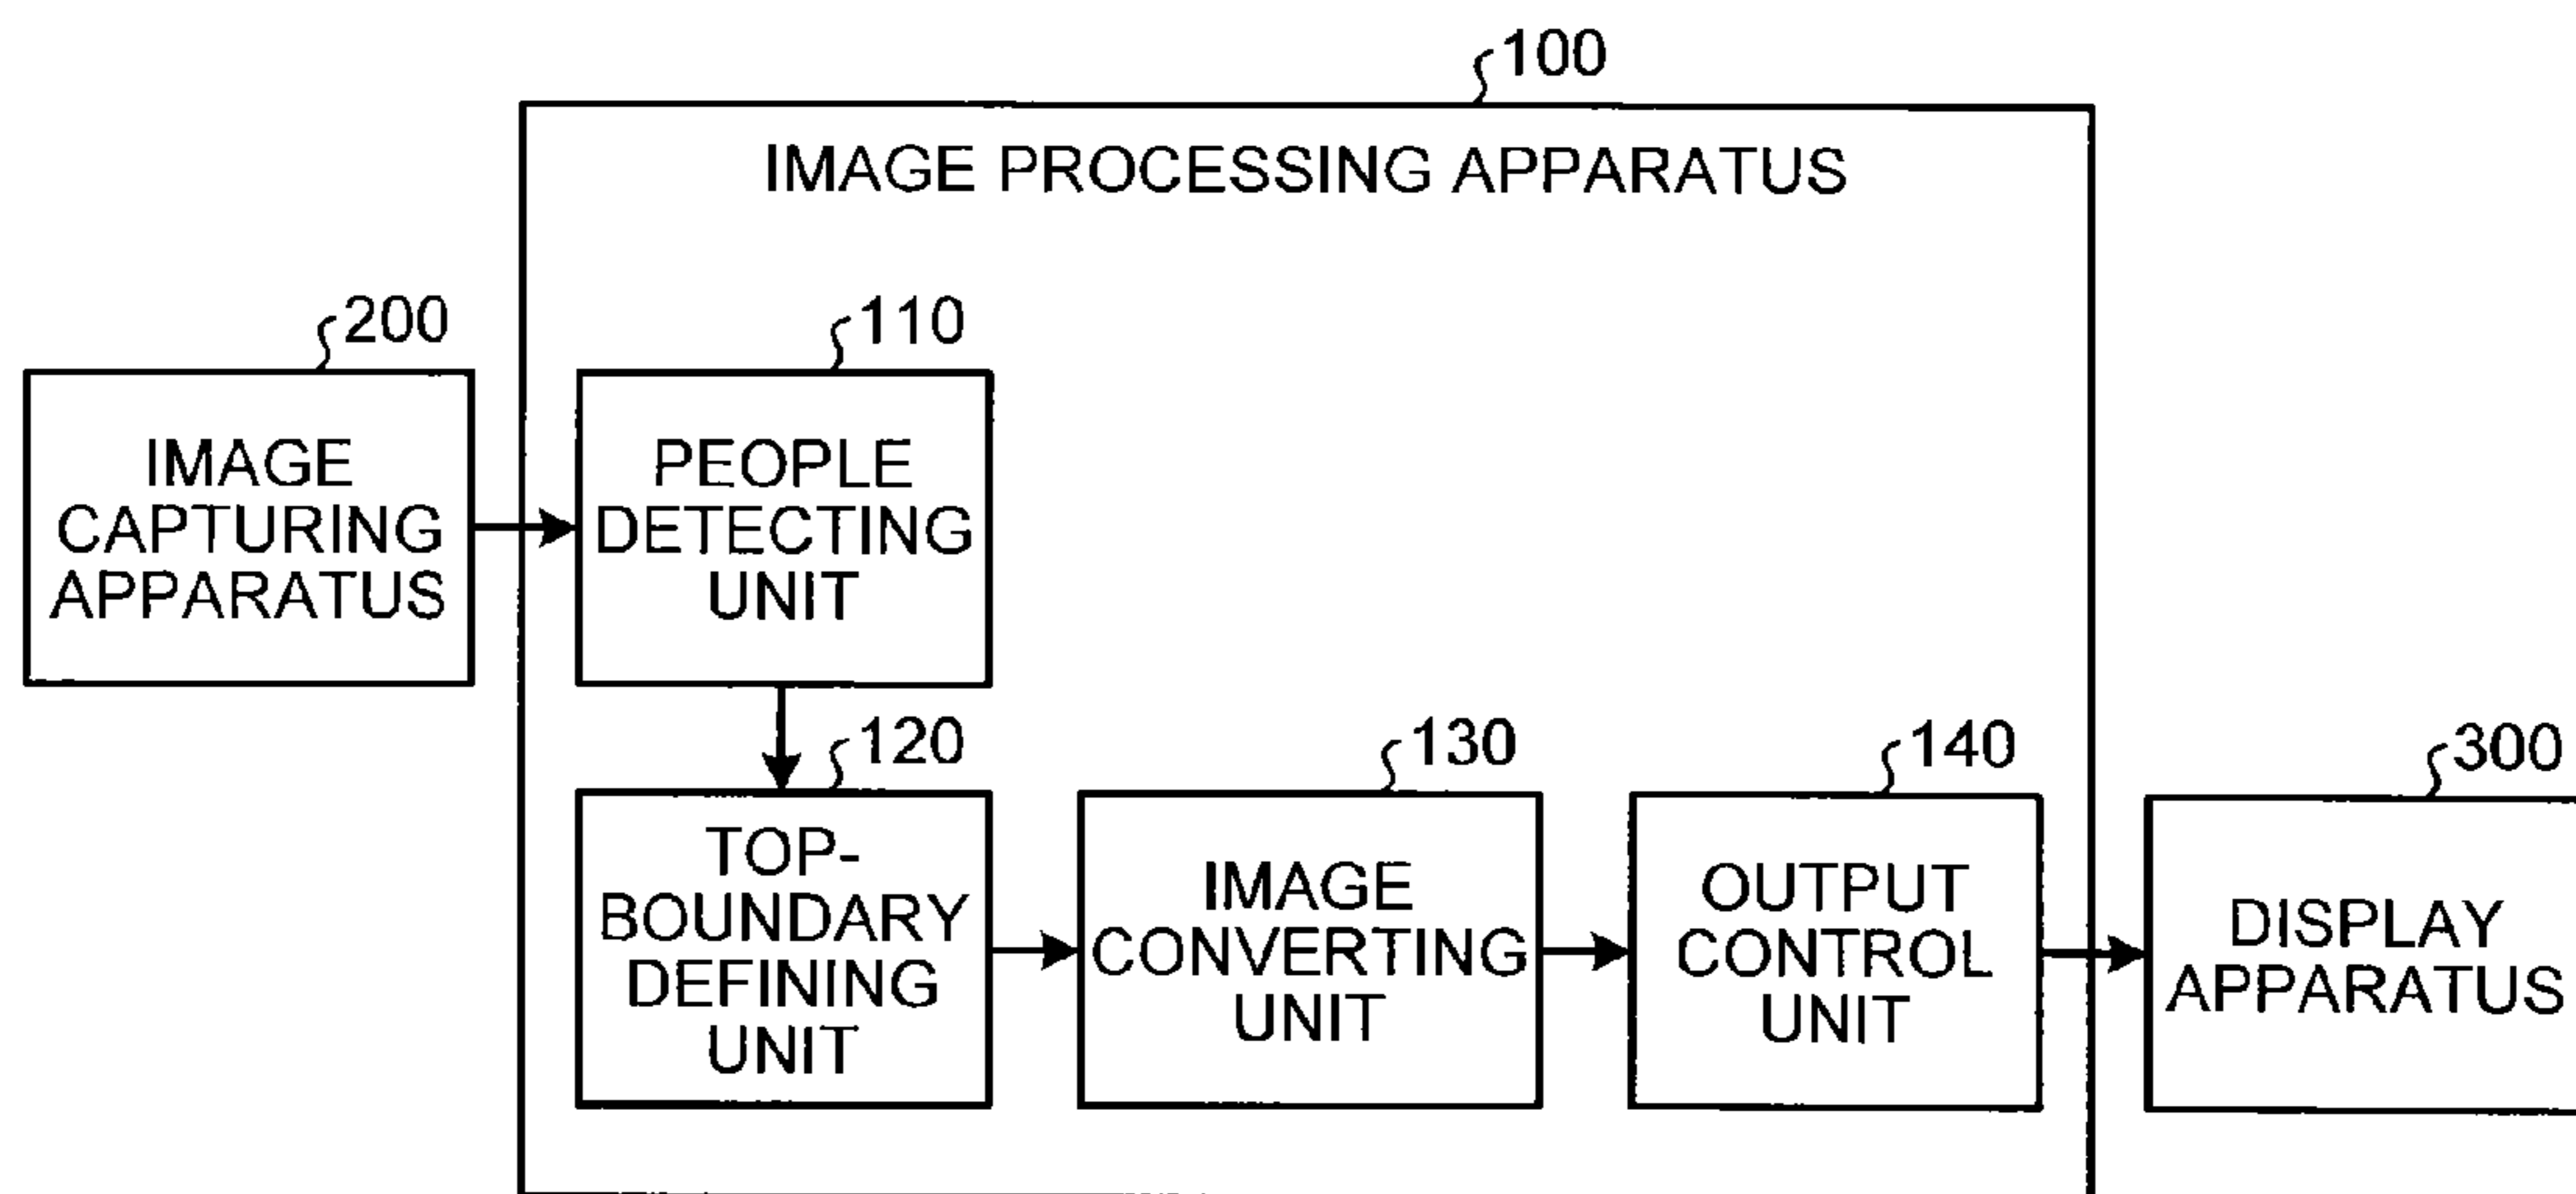 100
IMAGE PROCESSING APPARATUS
200
110
IMAGE
CAPTURING
APPARATUS
PEOPLE
DETECTING
UNIT
120
130
140
300
TOP-
BOUNDARY
DEFINING
UNIT
IMAGE
CONVERTING
UNIT
OUTPUT
CONTROL
UNIT
DISPLAY
APPARATUS